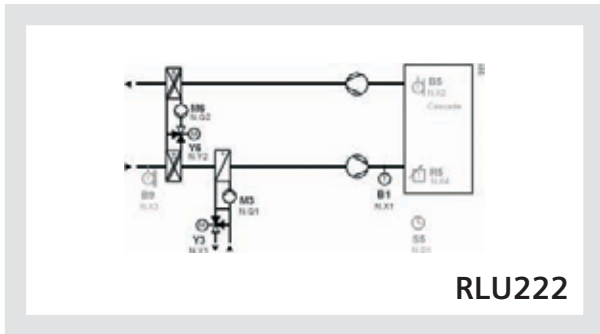 B5
N.X2
Cascade
M6
N.Q2
Y6
N.Y2
B9
N.X3
M3
N.Q1
T
B1
N.X1
R5
N.X4
Y3
N.Y1
S5
N.D1
RLU222